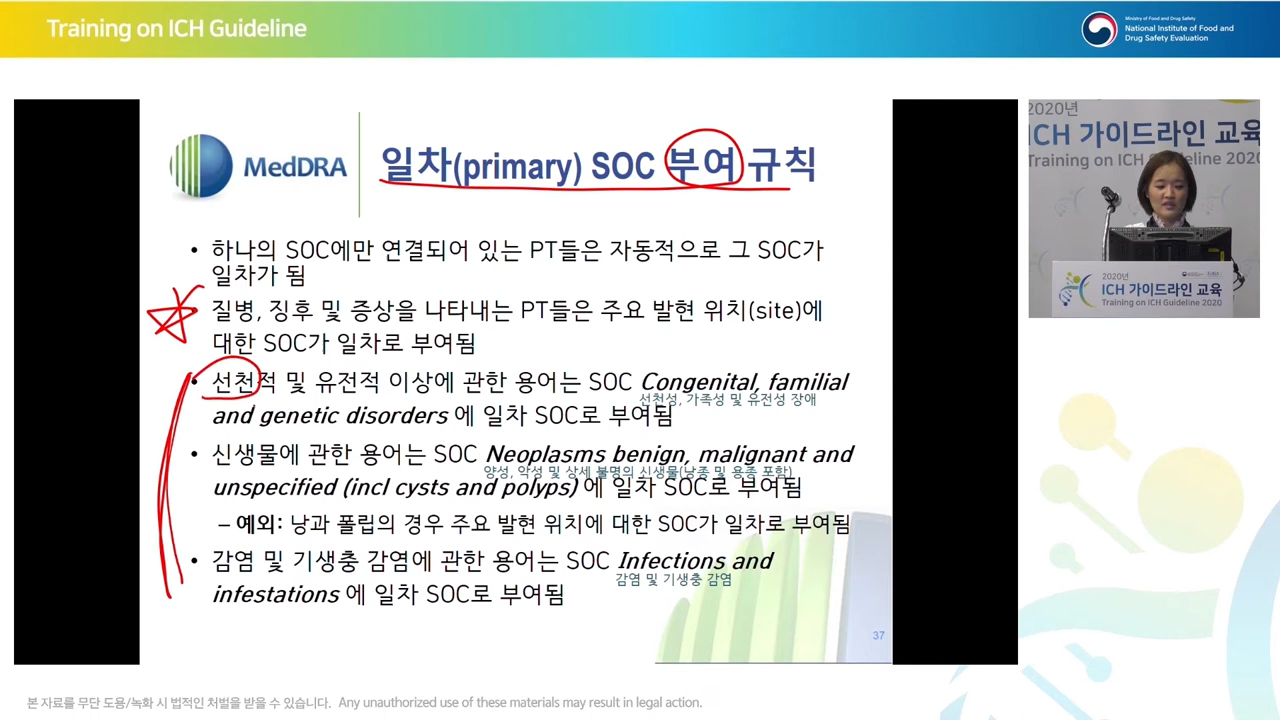 Training on ICH Guideline
Ministry of Food and Drug Safety
National Institute of Food and
Drug Safety Evaluation
MedDRA
일차(primary) SOC 부여 규칙
• 하나의 SOC에만 연결되어 있는 PT들은 자동적으로 그 SOC가
일차가 됨
• 질병, 징후 및 증상을 나타내는 PT들은 주요 발현 위치(site)에
대한 SOC가 일차로 부여됨
• 선천적 및 유전적 이상에 관한 용어는 SOC Congenital, familial
선천성, 가족성 및 유전성 장애
and genetic disorders 에 일차 SOC로 부여됨
• 신생물에 관한 용어는 SOC Neoplasms benign, malignant and
양성, 악성 및 상세 불명의 신생물(낭종 및 용종 포함)
unspecified (incl cysts and polyps) 에 일차 SOC로 부여됨
– 예외: 낭과 폴립의 경우 주요 발현 위치에 대한 SOC가 일차로 부여됨
• 감염 및 기생충 감염에 관한 용어는 SOC Infections and
감염 및 기생충 감염
infestations 에 일차 SOC로 부여됨
37
2020년
ICH 가이드라인 교육
Training on ICH Guideline 2020
2020년
ICH 가이드라인 교육
Training on ICH Guideline 2020
본 자료를 무단 도용/녹화 시 법적인 처벌을 받을 수 있습니다. Any unauthorized use of these materials may result in legal action.